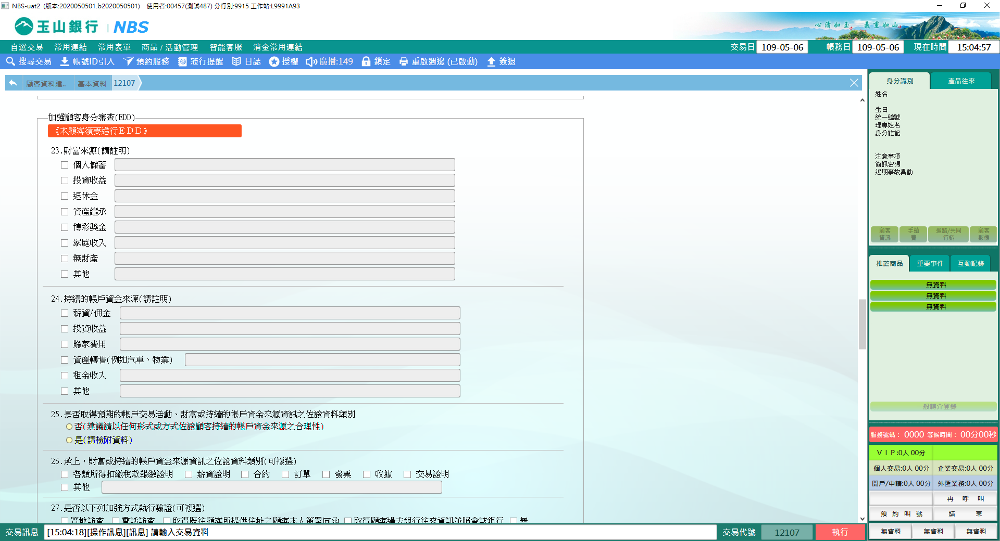 NBS-uat2 (版本:2020050501.b2020050501) 使用者:00457(測試487) 分行別:9915 工作站:L9991A93
玉山銀行 | NBS
心清如玉。義重如山。
自選交易 常用連結 常用表單 商品 / 活動管理 智能客服 消金常用連結
交易日 109-05-06 帳務日 109-05-06 現在時間 15:04:57
搜尋交易 帳號ID引入 預約服務 蒞行提醒 日誌 授權 廣播:149 鎖定 重啟週邊 (已啟動) 簽退
顧客資料建.. 基本資料 12107
加強顧客身分審查(EDD)
《本顧客須要進行ＥＤＤ》
23.財富來源(請註明)
個人儲蓄
投資收益
退休金
資產繼承
博彩獎金
家庭收入
無財產
其他
24.持續的帳戶資金來源(請註明)
薪資/佣金
投資收益
贍家費用
資產轉售(例如汽車、物業)
租金收入
其他
25.是否取得預期的帳戶交易活動、財富或持續的帳戶資金來源資訊之佐證資料類別
否(建議請以任何形式或方式佐證顧客持續的帳戶資金來源之合理性)
是(請檢附資料)
26.承上，財富或持續的帳戶資金來源資訊之佐證資料類別(可複選)
各類所得扣繳稅款報繳證明 薪資證明 合約 訂單 發票 收據 交易證明
其他
27.是否以下列加強方式執行驗證(可複選)
實地訪查 電話訪查 取得既往顧客所提供住址之顧客本人簽署回函 取得顧客過去銀行往來資訊並照會該銀行 無
身分識別 產品往來
姓名
生日
統一編號
理專姓名
身分註記
注意事項
簡訊密碼
近期事故異動
顧客資訊 手續費 通路/共同行銷 顧客影像
推薦商品 重要事件 互動記錄
無資料
無資料
無資料
一般轉介登錄
服務號碼： 0000 等候時間： 00分00秒
ＶＩＰ:0人 00分
個人交易:0人 00分 企業交易:0人 00分
開戶/申請:0人 00分 外匯業務:0人 00分
再 呼 叫
預 約 叫 號 結 束
無資料 無資料 無資料
交易訊息 [15:04:18][操作訊息][訊息] 請輸入交易資料 交易代號 12107 執行